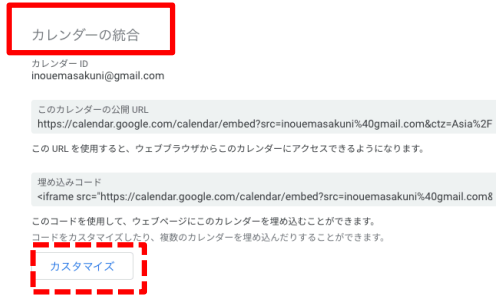 カレンダーの統合
カレンダー ID
inouemasakuni@gmail.com
このカレンダーの公開 URL
https://calendar.google.com/calendar/embed?src=inouemasakuni%40gmail.com&ctz=Asia%2F
この URL を使用すると、ウェブブラウザからこのカレンダーにアクセスできるようになります。
埋め込みコード
<iframe src="https://calendar.google.com/calendar/embed?src=inouemasakuni%40gmail.com&
このコードを使用して、ウェブページにこのカレンダーを埋め込むことができます。
コードをカスタマイズしたり、複数のカレンダーを埋め込んだりすることができます。
カスタマイズ